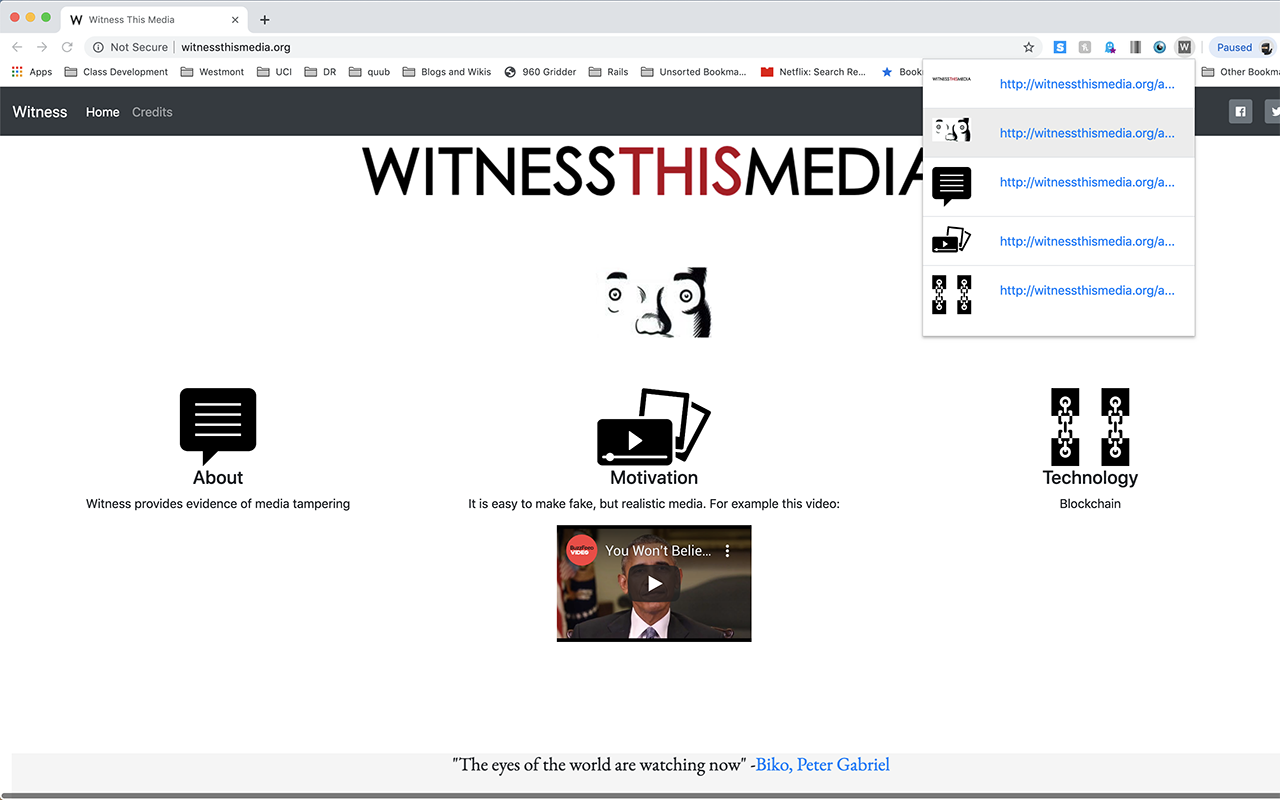 W Witness This Media
Not Secure witnessthismedia.org
S W Paused
Apps Class Development Westmont UCI DR quub Blogs and Wikis 960 Gridder Rails Unsorted Bookma... Netflix: Search Re... Book Other Bookma
Witness Home Credits
WITNESSTHISMEDIA http://witnessthismedia.org/a...
http://witnessthismedia.org/a...
http://witnessthismedia.org/a...
http://witnessthismedia.org/a...
http://witnessthismedia.org/a...
WITNESSTHISMEDIA
About
Witness provides evidence of media tampering
Motivation
It is easy to make fake, but realistic media. For example this video:
BuzzFeed VIDEO You Won't Belie...
Technology
Blockchain
"The eyes of the world are watching now" -Biko, Peter Gabriel